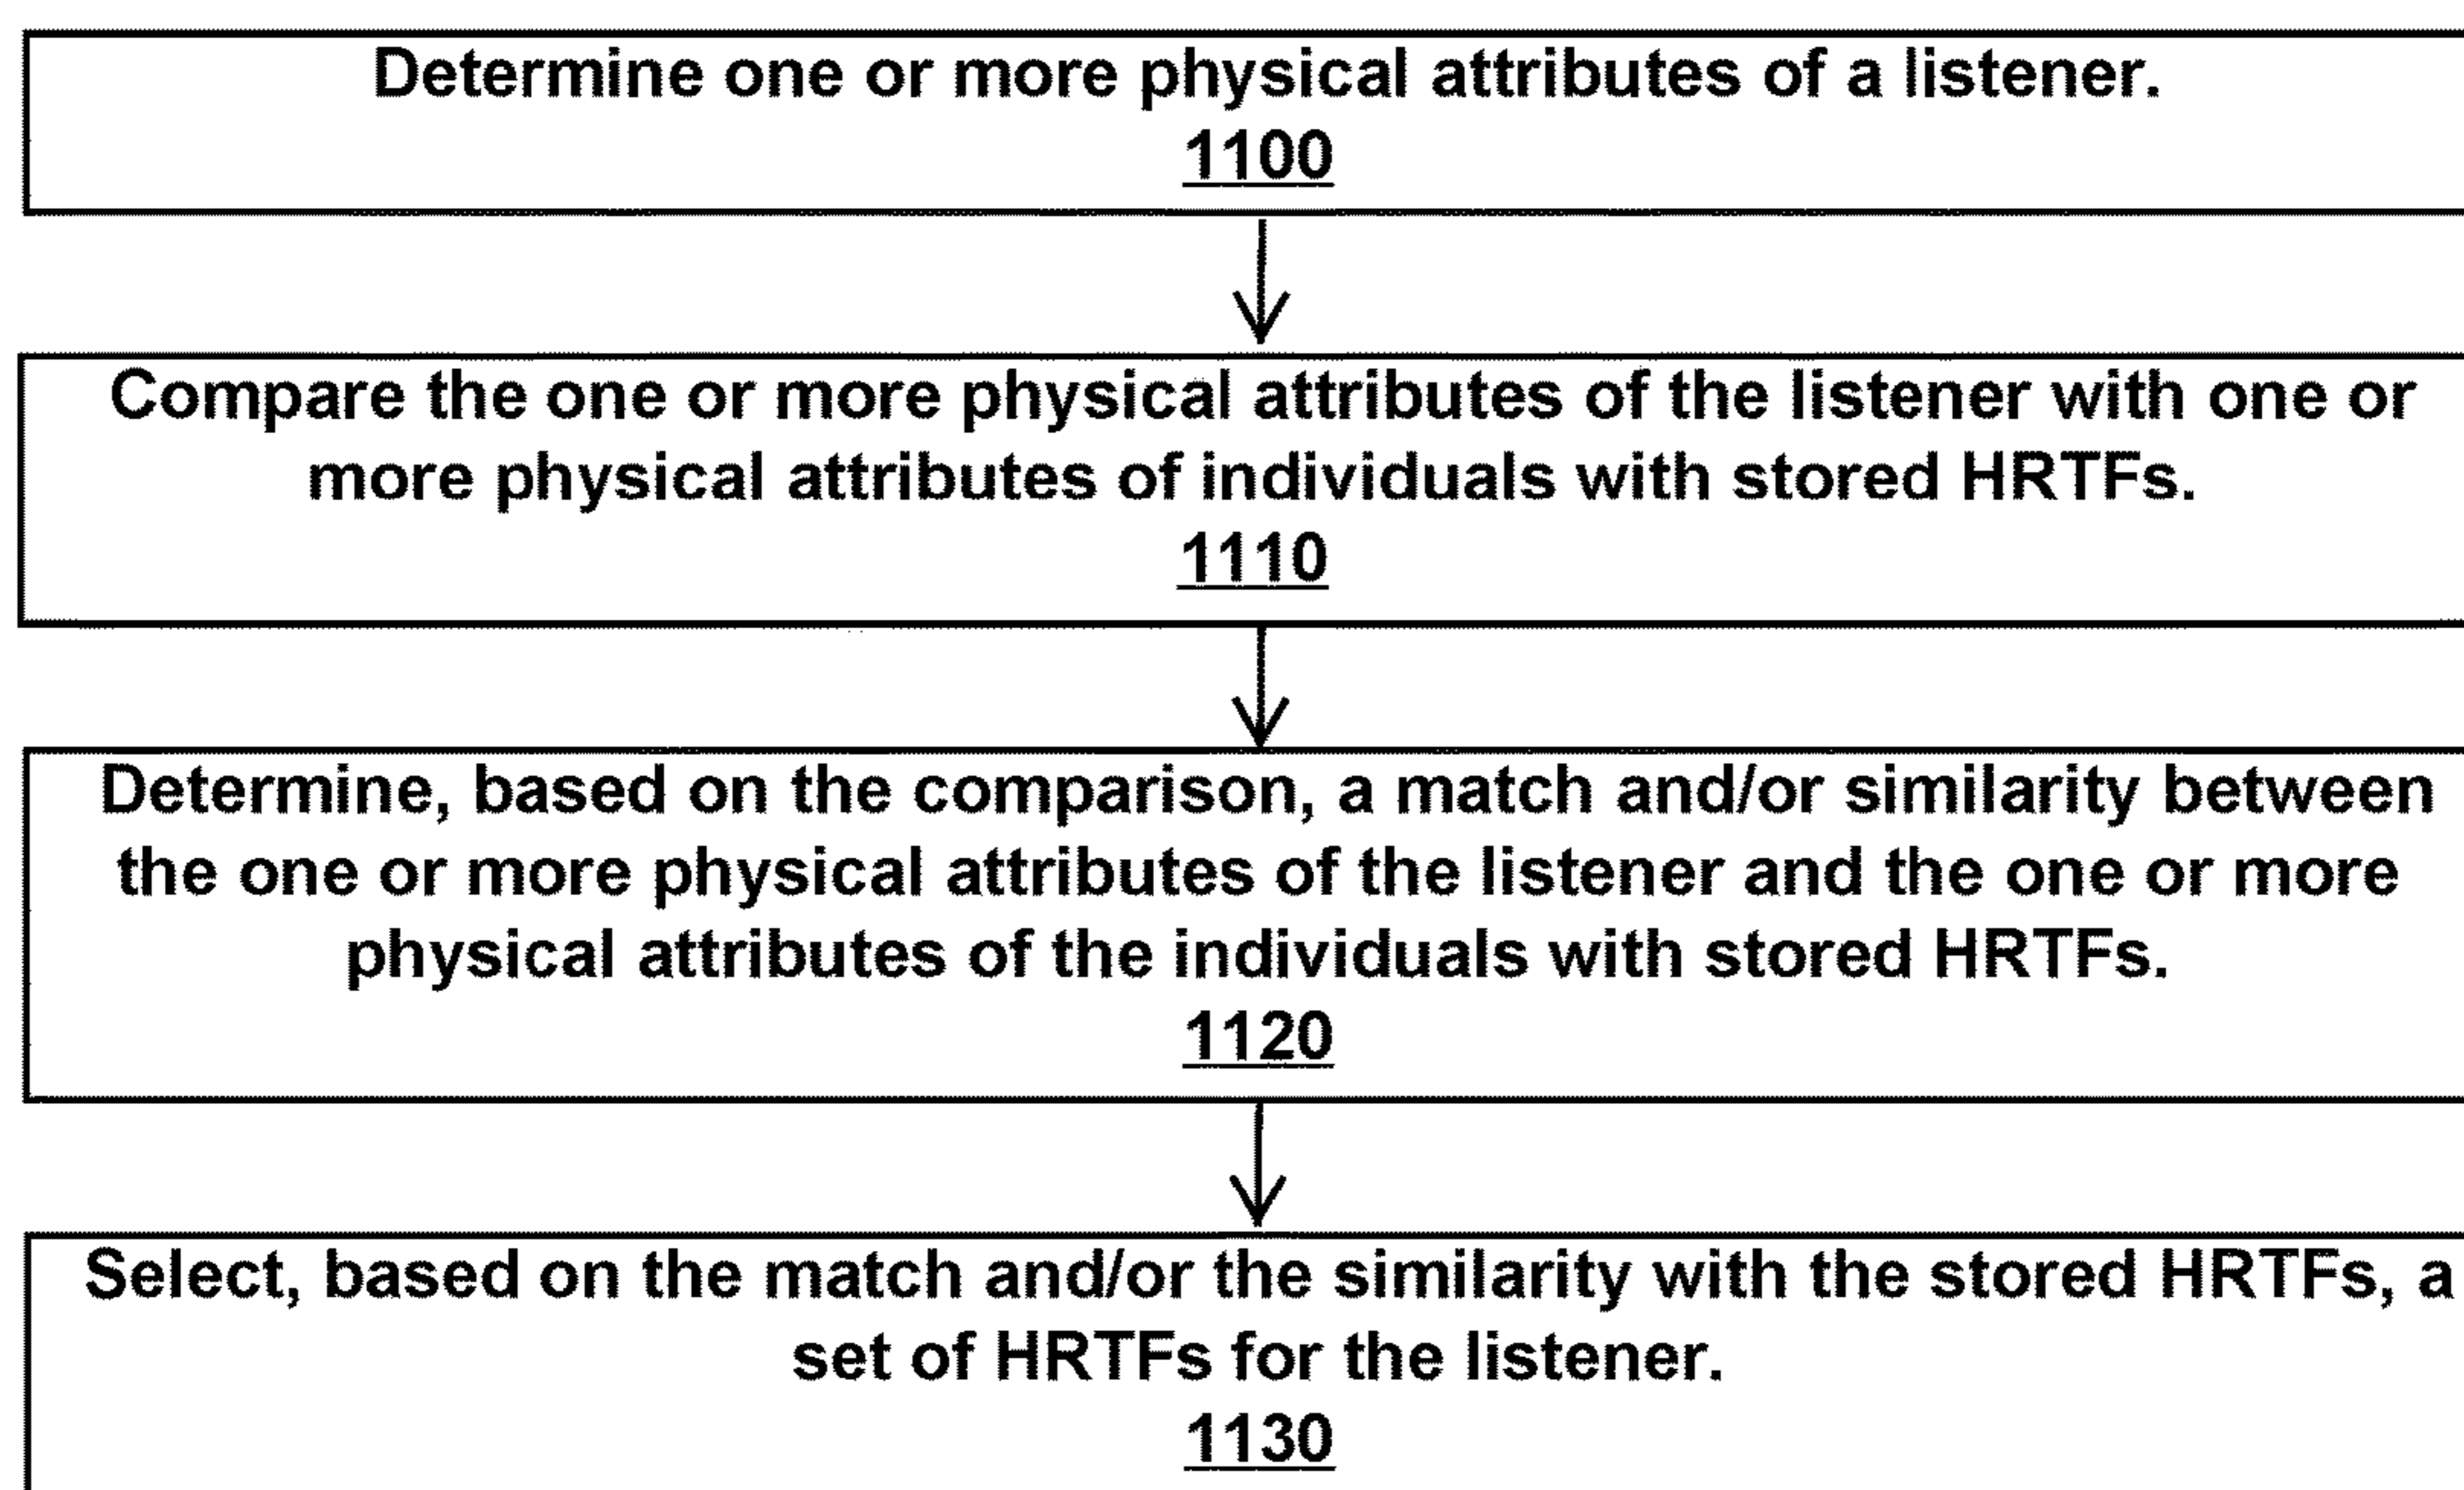 Determine one or more physical attributes of a listener.
1100
Compare the one or more physical attributes of the listener with one or
more physical attributes of individuals with stored HRTFs.
1110
Determine, based on the comparison, a match and/or similarity between
the one or more physical attributes of the listener and the one or more
physical attributes of the individuals with stored HRTFs.
1120
Select, based on the match and/or the similarity with the stored HRTFs, a
set of HRTFs for the listener.
1130